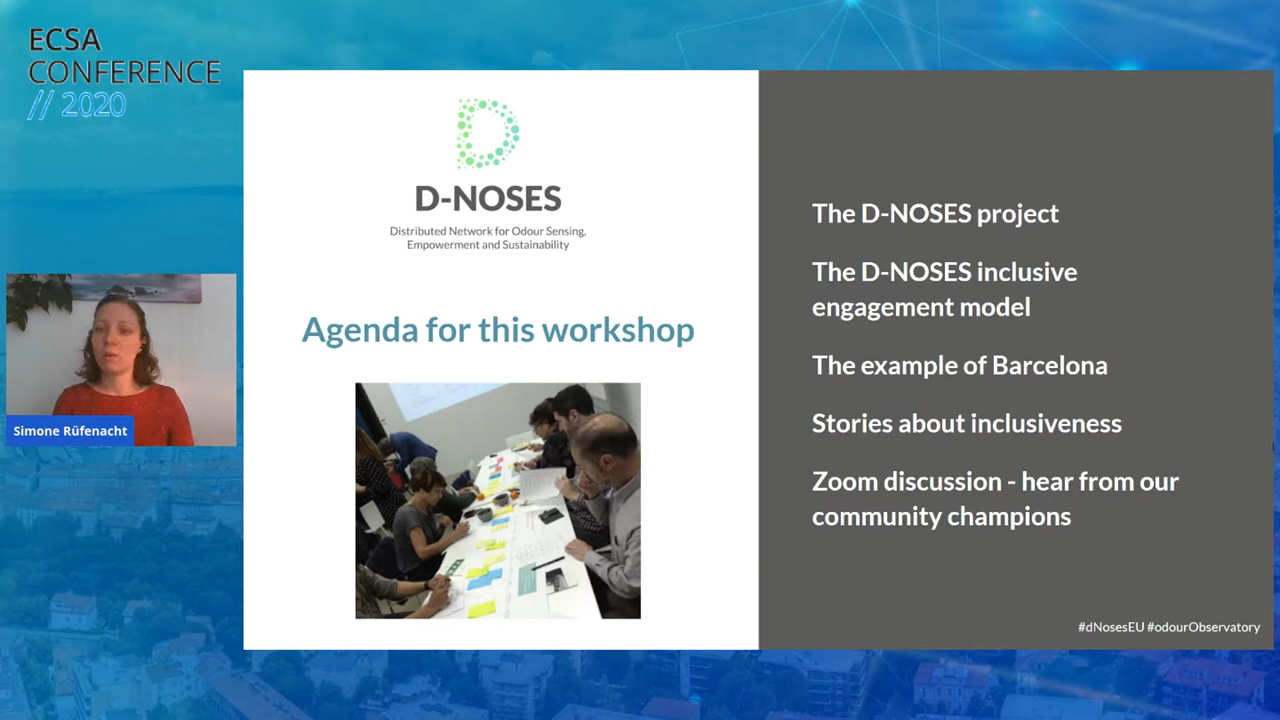 ECSA
CONFERENCE
// 2020
D-NOSES
Distributed Network for Odour Sensing,
Empowerment and Sustainability
Agenda for this workshop
The D-NOSES project
The D-NOSES inclusive
engagement model
The example of Barcelona
Stories about inclusiveness
Zoom discussion - hear from our
community champions
#dNosesEU #odourObservatory
Simone Rüfenacht